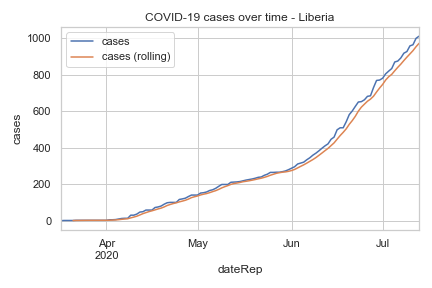 COVID-19 cases over time - Liberia
cases
cases (rolling)
1000
800
600
400
200
0
cases
Apr
2020
May
Jun
Jul
dateRep